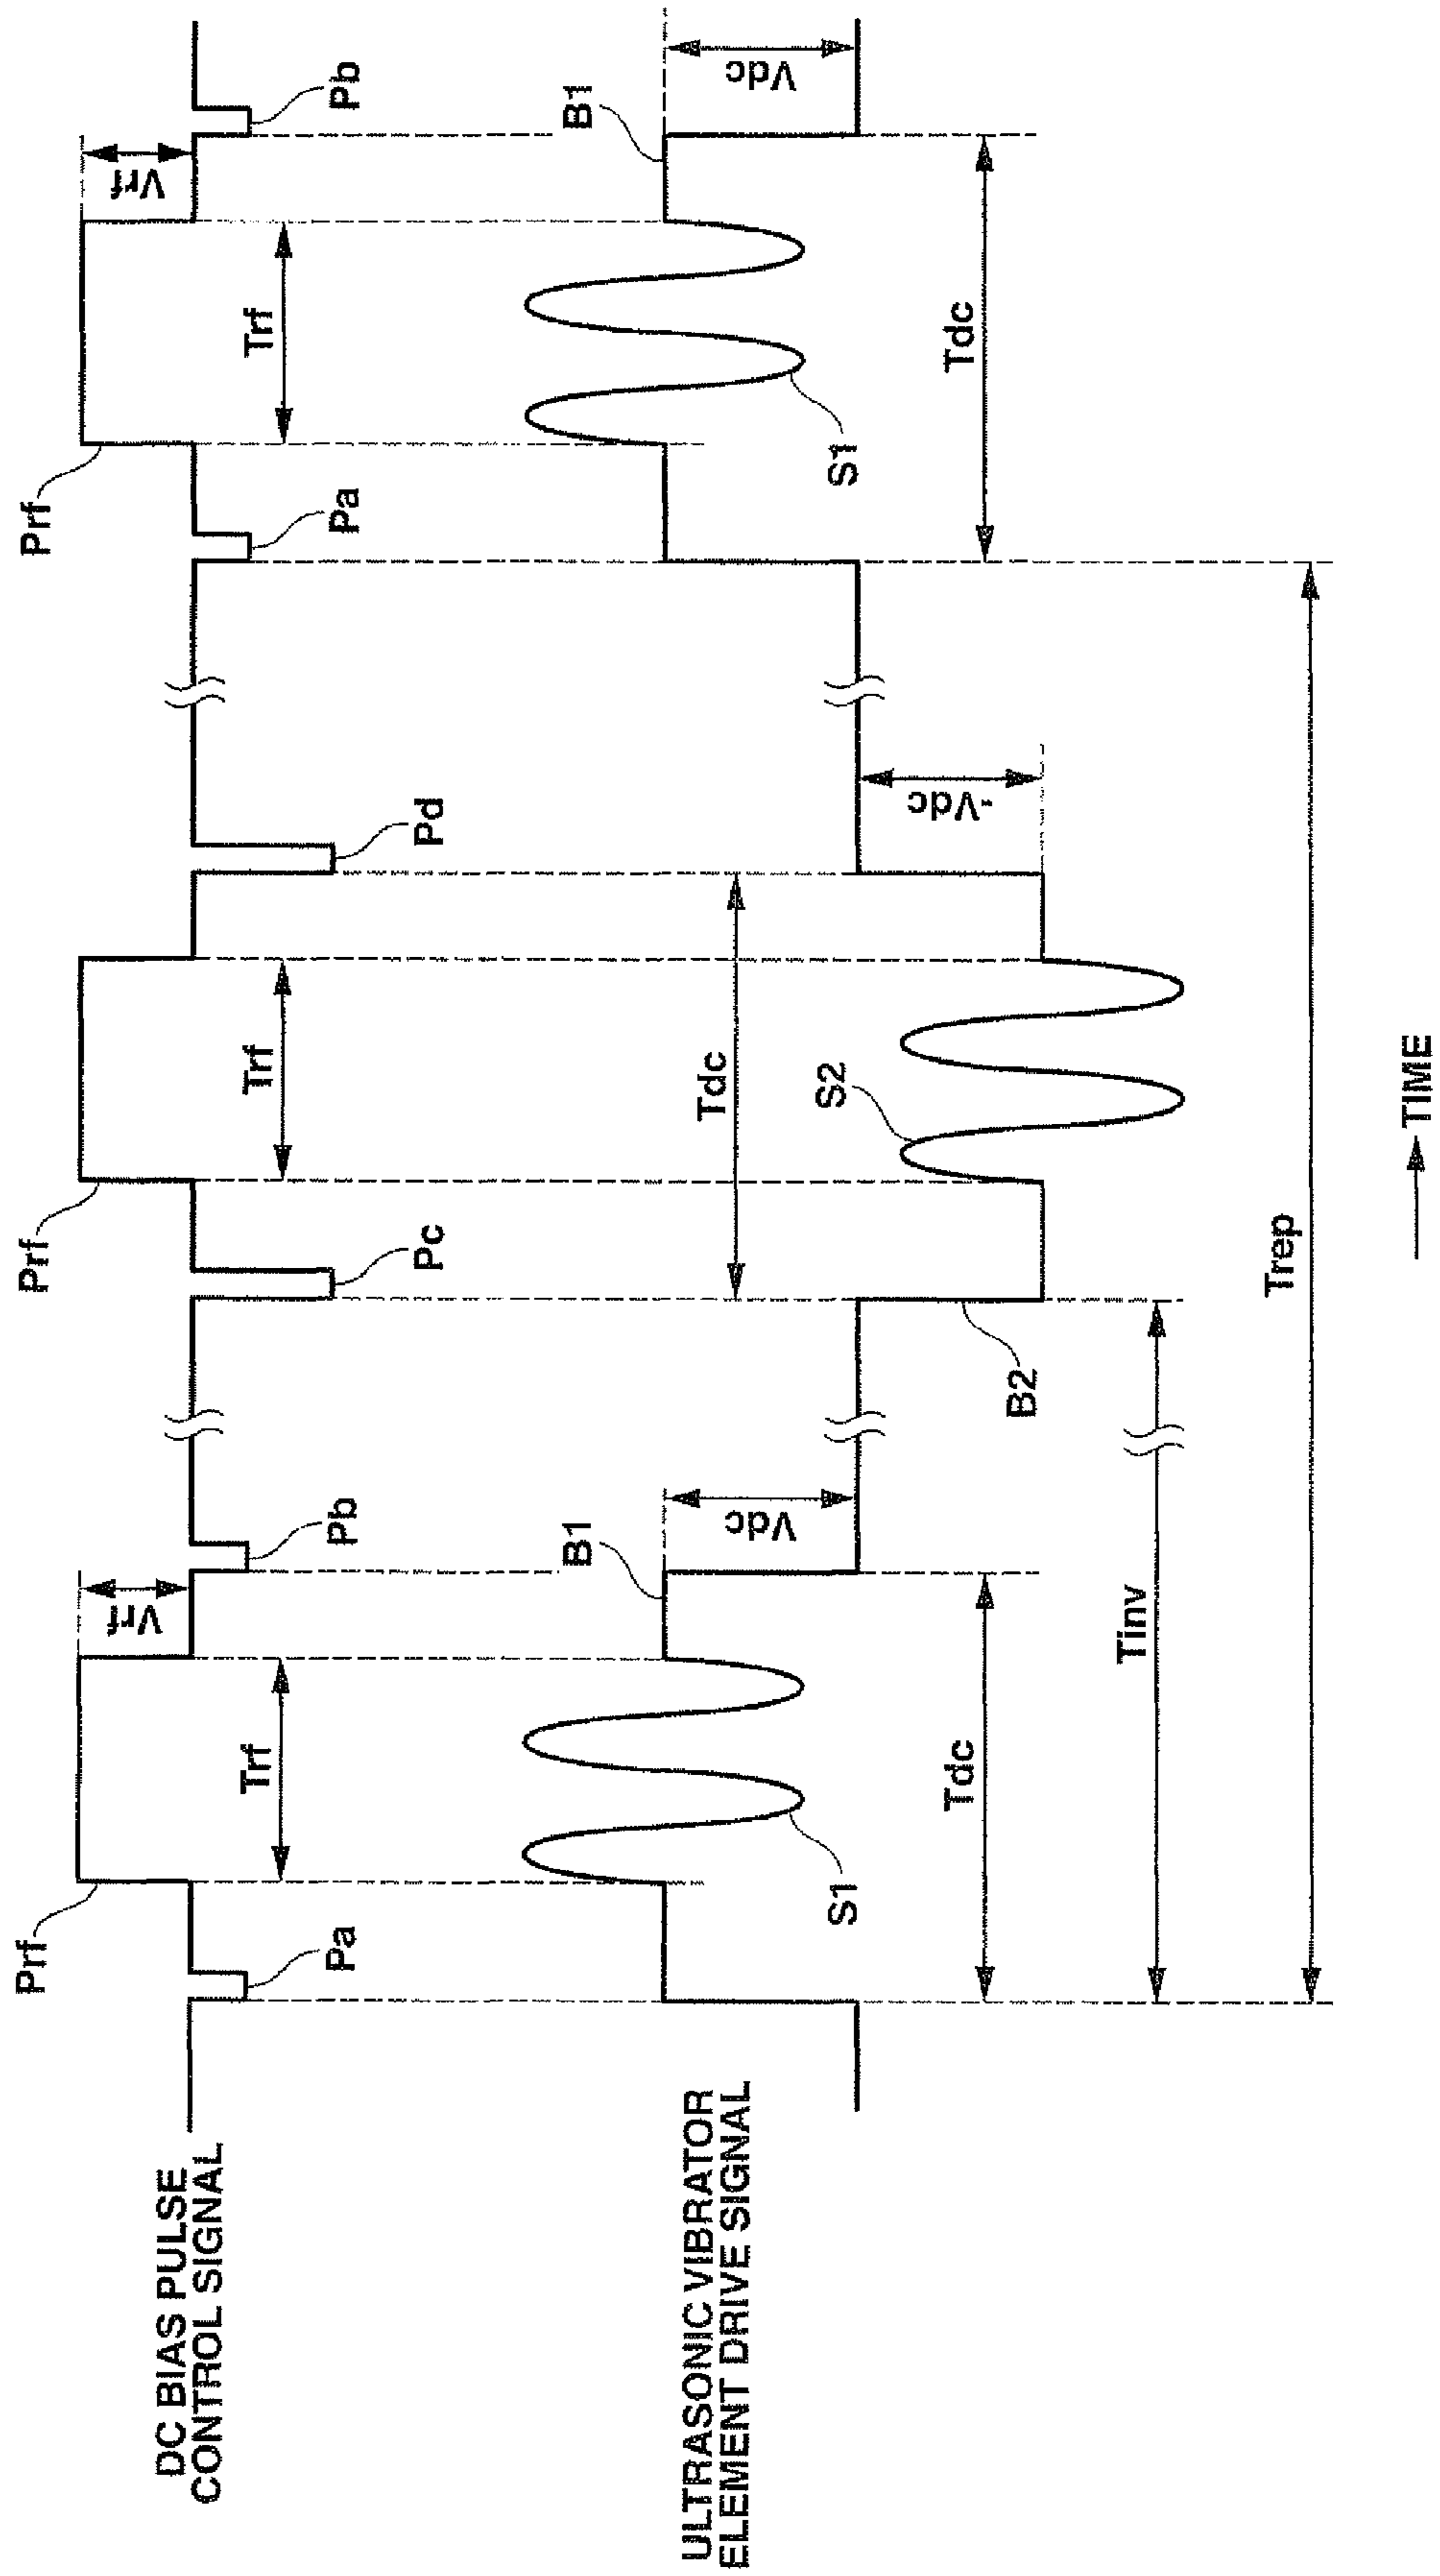 DC BIAS PULSE
CONTROL SIGNAL
Prf
Vrf
Prf
Prf
Vrf
Trf
Trf
Trf
Pa
Pb
Pc
Pd
Pa
Pb
ULTRASONIC VIBRATOR
ELEMENT DRIVE SIGNAL
B1
Vdc
B1
Vdc
S1
Tdc
S2
-Vdc
S1
Tdc
B2
Tdc
Tinv
Trep
TIME